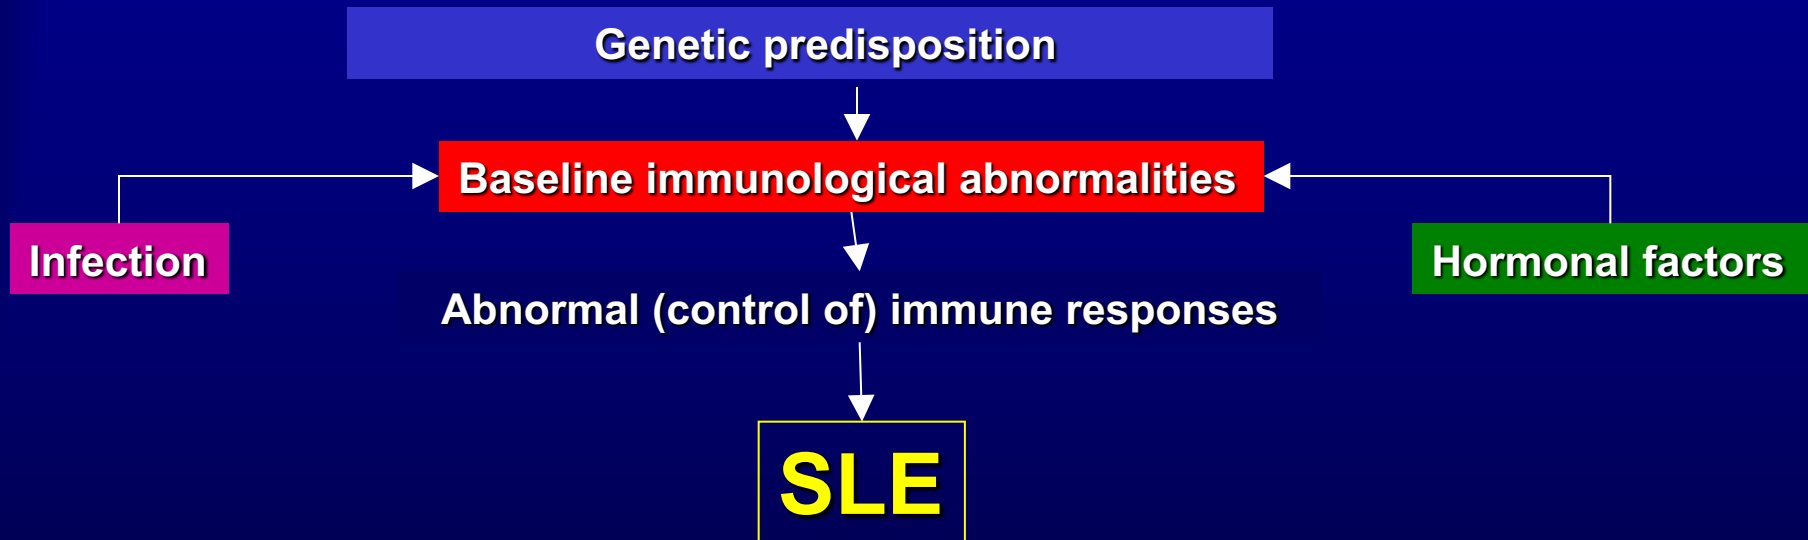 Genetic predisposition
Baseline immunological abnormalities
Infection
Hormonal factors
Abnormal (control of) immune responses
SLE